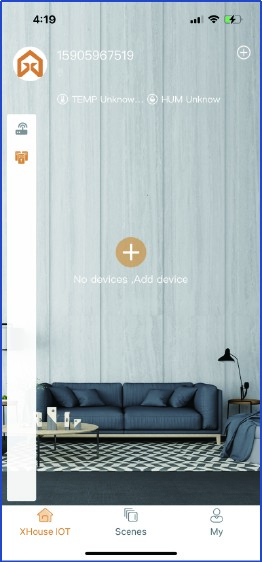 4:19
15905967519
TEMP Unknow... HUM Unknow
No devices ,Add device
XHouse IOT Scenes My